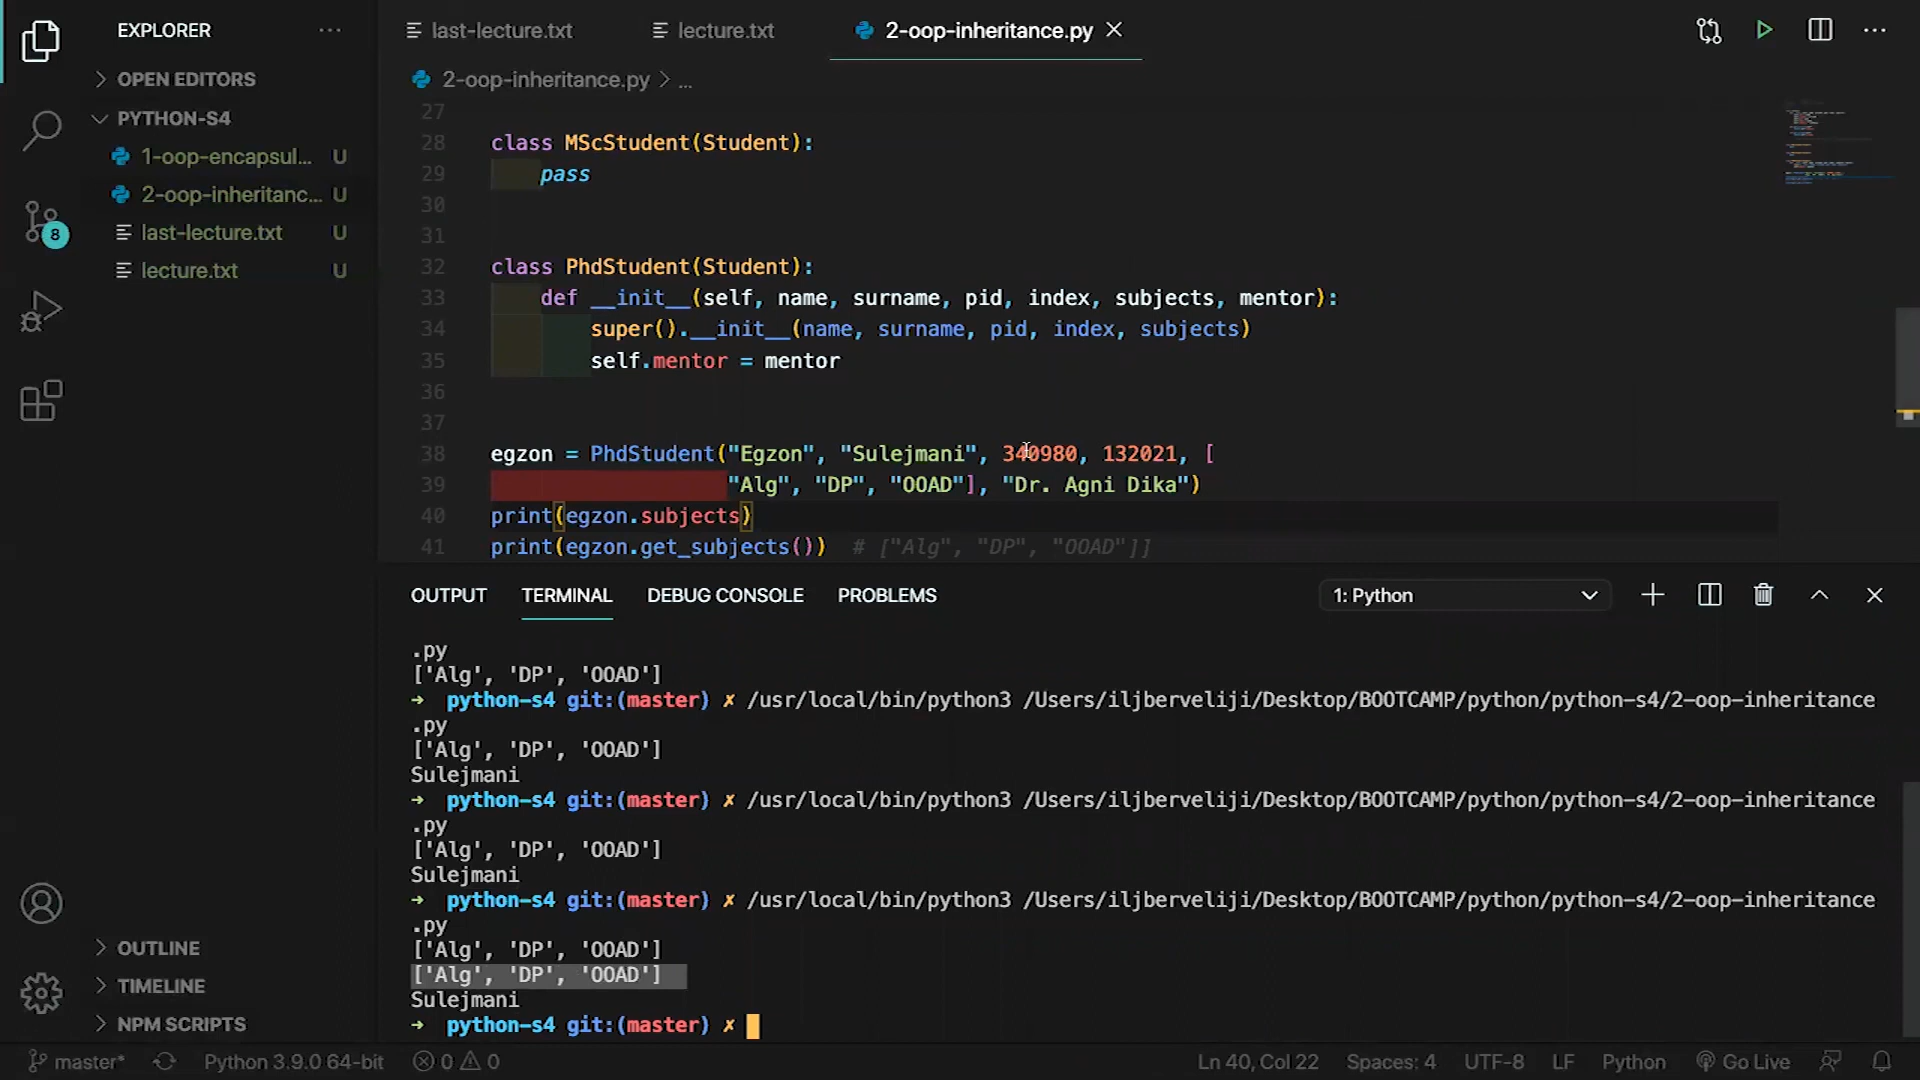 EXPLORER
OPEN EDITORS
PYTHON-S4
1-oop-encapsul... U
2-oop-inheritanc... U
last-lecture.txt U
lecture.txt U
8
OUTLINE
TIMELINE
NPM SCRIPTS
last-lecture.txt lecture.txt 2-oop-inheritance.py
2-oop-inheritance.py > ...
27
28 class MScStudent(Student):
29 pass
30
31
32 class PhdStudent(Student):
33 def __init__(self, name, surname, pid, index, subjects, mentor):
34 super().__init__(name, surname, pid, index, subjects)
35 self.mentor = mentor
36
37
38 egzon = PhdStudent("Egzon", "Sulejmani", 340980, 132021, [
39 "Alg", "DP", "OOAD"], "Dr. Agni Dika")
40 print(egzon.subjects)
41 print(egzon.get_subjects()) # ["Alg", "DP", "OOAD"]]
OUTPUT TERMINAL DEBUG CONSOLE PROBLEMS 1: Python
.py
['Alg', 'DP', 'OOAD']
→ python-s4 git:(master) ✗ /usr/local/bin/python3 /Users/iljberveliji/Desktop/BOOTCAMP/python/python-s4/2-oop-inheritance
.py
['Alg', 'DP', 'OOAD']
Sulejmani
→ python-s4 git:(master) ✗ /usr/local/bin/python3 /Users/iljberveliji/Desktop/BOOTCAMP/python/python-s4/2-oop-inheritance
.py
['Alg', 'DP', 'OOAD']
Sulejmani
→ python-s4 git:(master) ✗ /usr/local/bin/python3 /Users/iljberveliji/Desktop/BOOTCAMP/python/python-s4/2-oop-inheritance
.py
['Alg', 'DP', 'OOAD']
['Alg', 'DP', 'OOAD']
Sulejmani
→ python-s4 git:(master) ✗
master* Python 3.9.0 64-bit 0 0 Ln 40, Col 22 Spaces: 4 UTF-8 LF Python Go Live